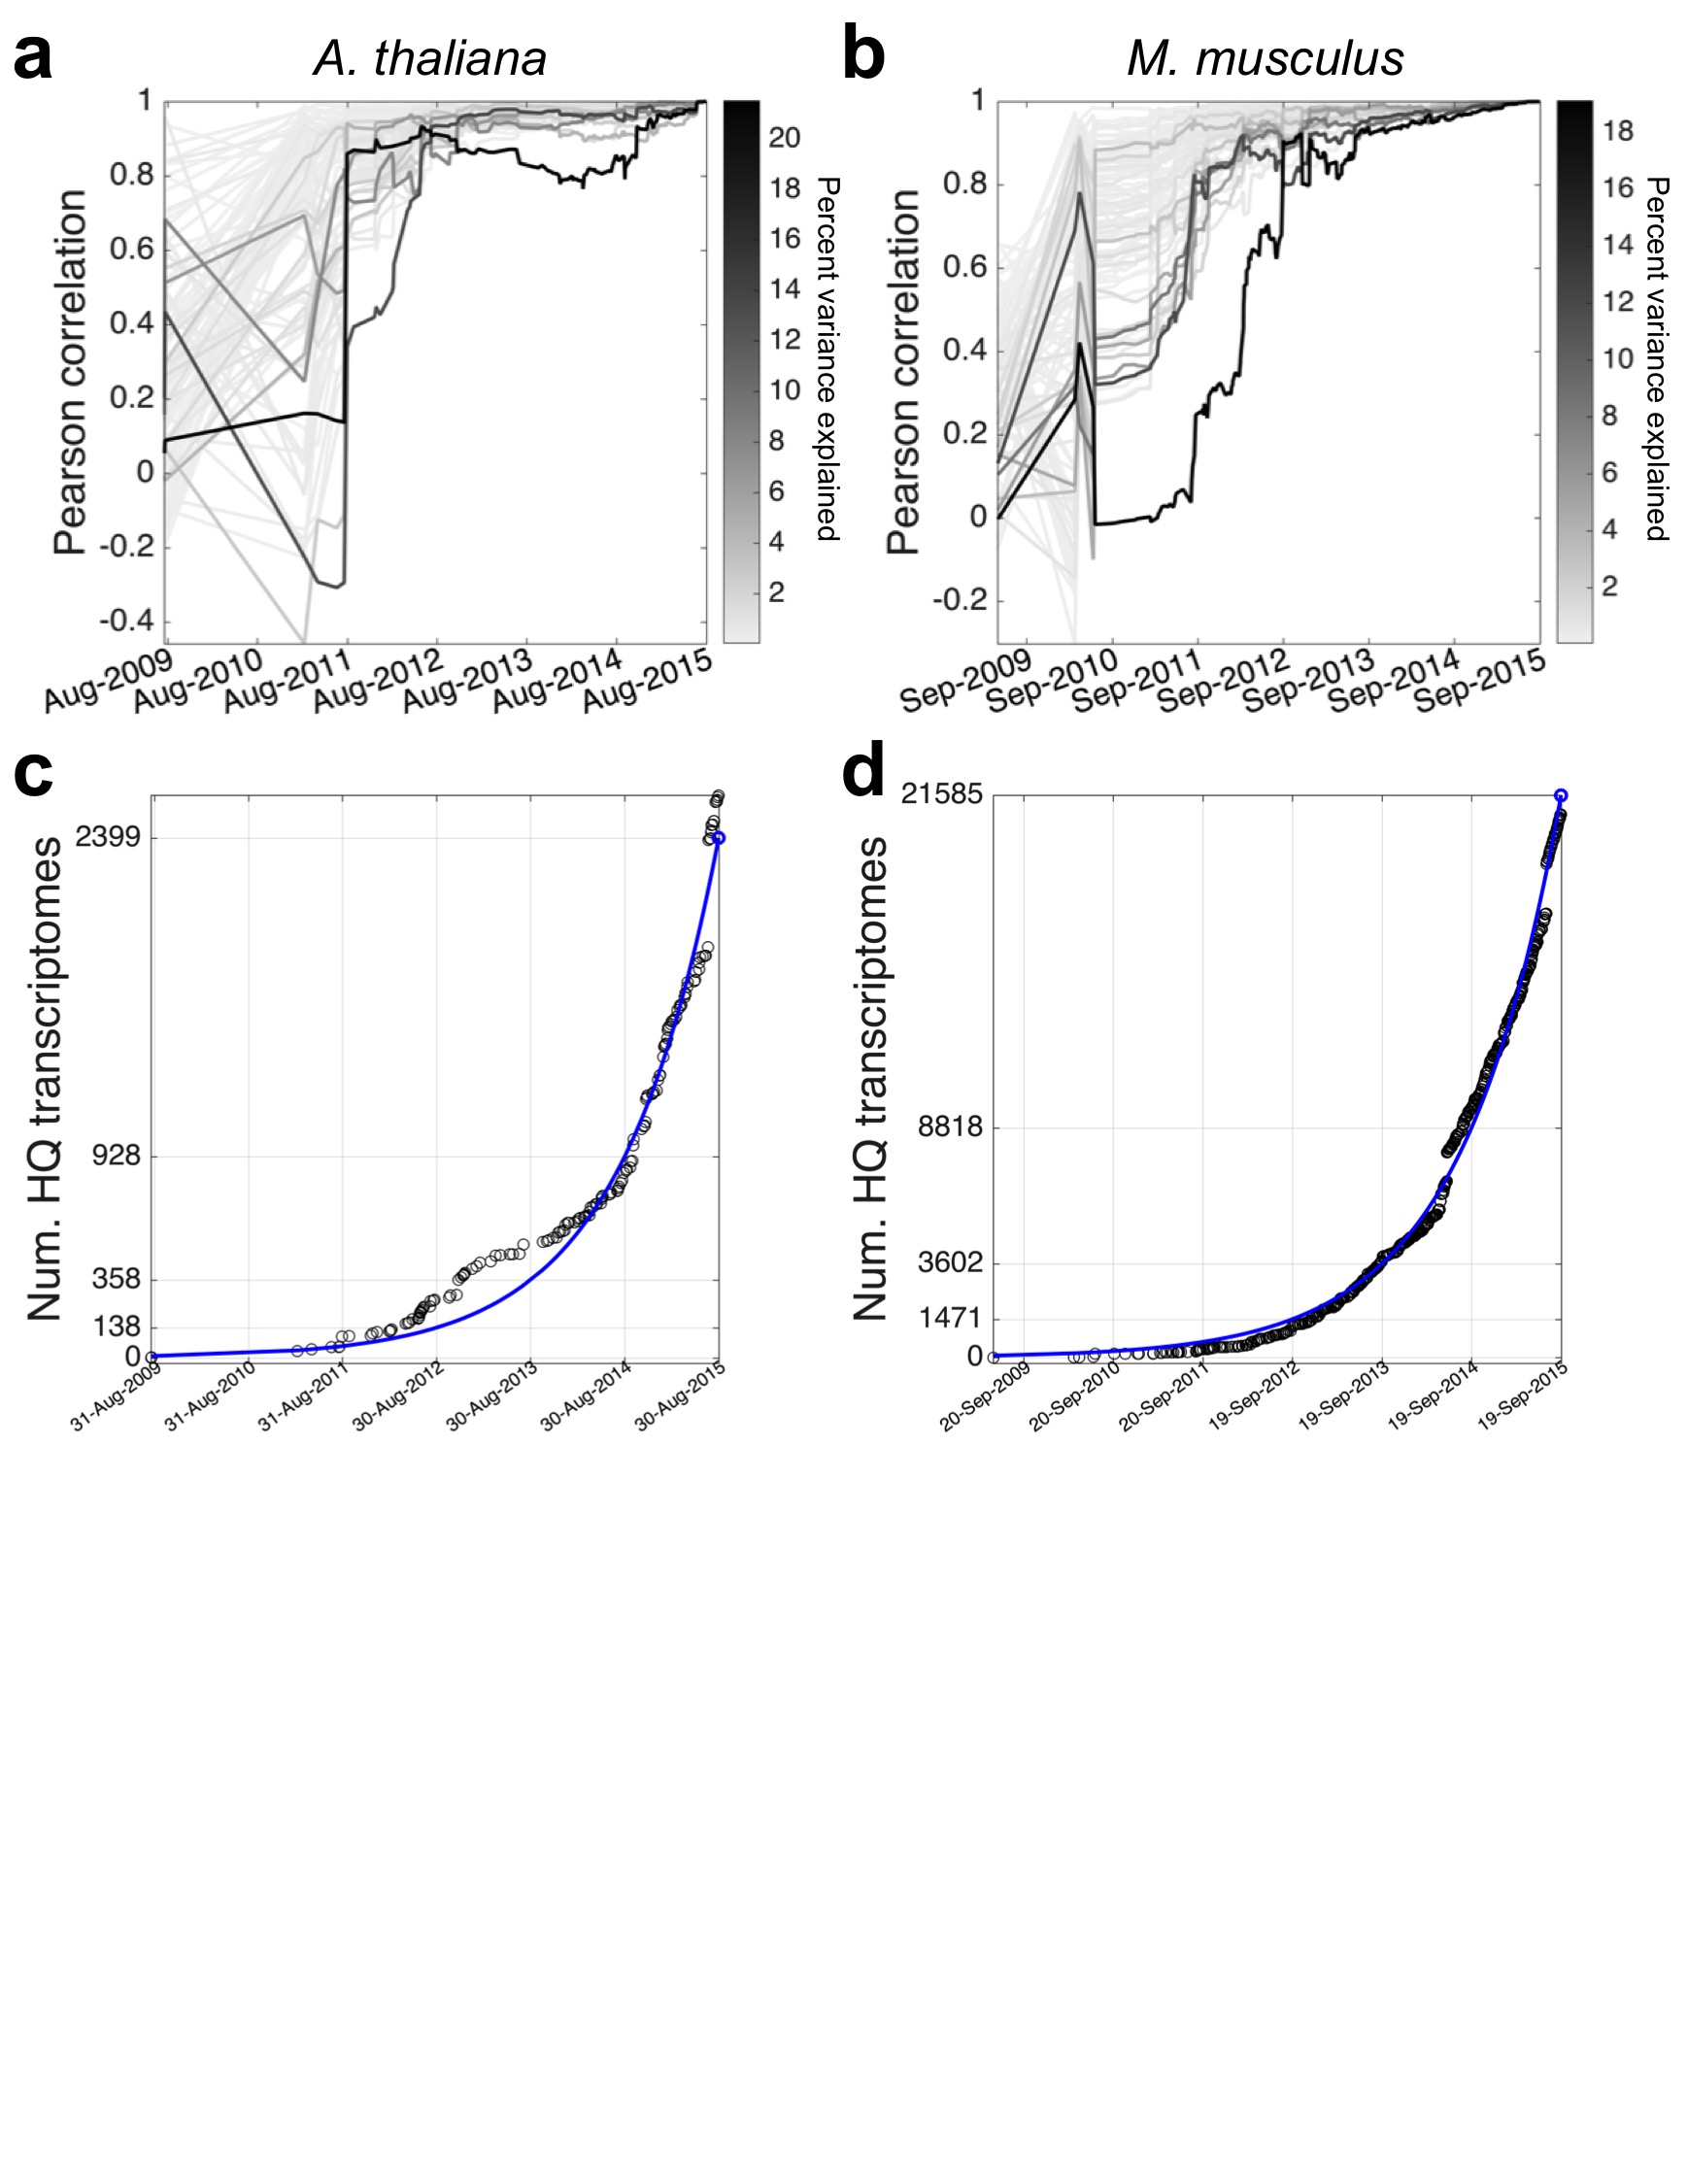 a
A. thaliana
Pearson correlation
1
0.8
0.6
0.4
0.2
0
-0.2
-0.4
Aug-2009
Aug-2010
Aug-2011
Aug-2012
Aug-2013
Aug-2014
Aug-2015
20
18
16
14
12
10
8
6
4
2
Percent variance explained
b
M. musculus
Pearson correlation
1
0.8
0.6
0.4
0.2
0
-0.2
Sep-2009
Sep-2010
Sep-2011
Sep-2012
Sep-2013
Sep-2014
Sep-2015
18
16
14
12
10
8
6
4
2
Percent variance explained
c
Num. HQ transcriptomes
2399
928
358
138
0
31-Aug-2009
31-Aug-2010
31-Aug-2011
30-Aug-2012
30-Aug-2013
30-Aug-2014
30-Aug-2015
d
Num. HQ transcriptomes
21585
8818
3602
1471
0
20-Sep-2009
20-Sep-2010
20-Sep-2011
19-Sep-2012
19-Sep-2013
19-Sep-2014
19-Sep-2015